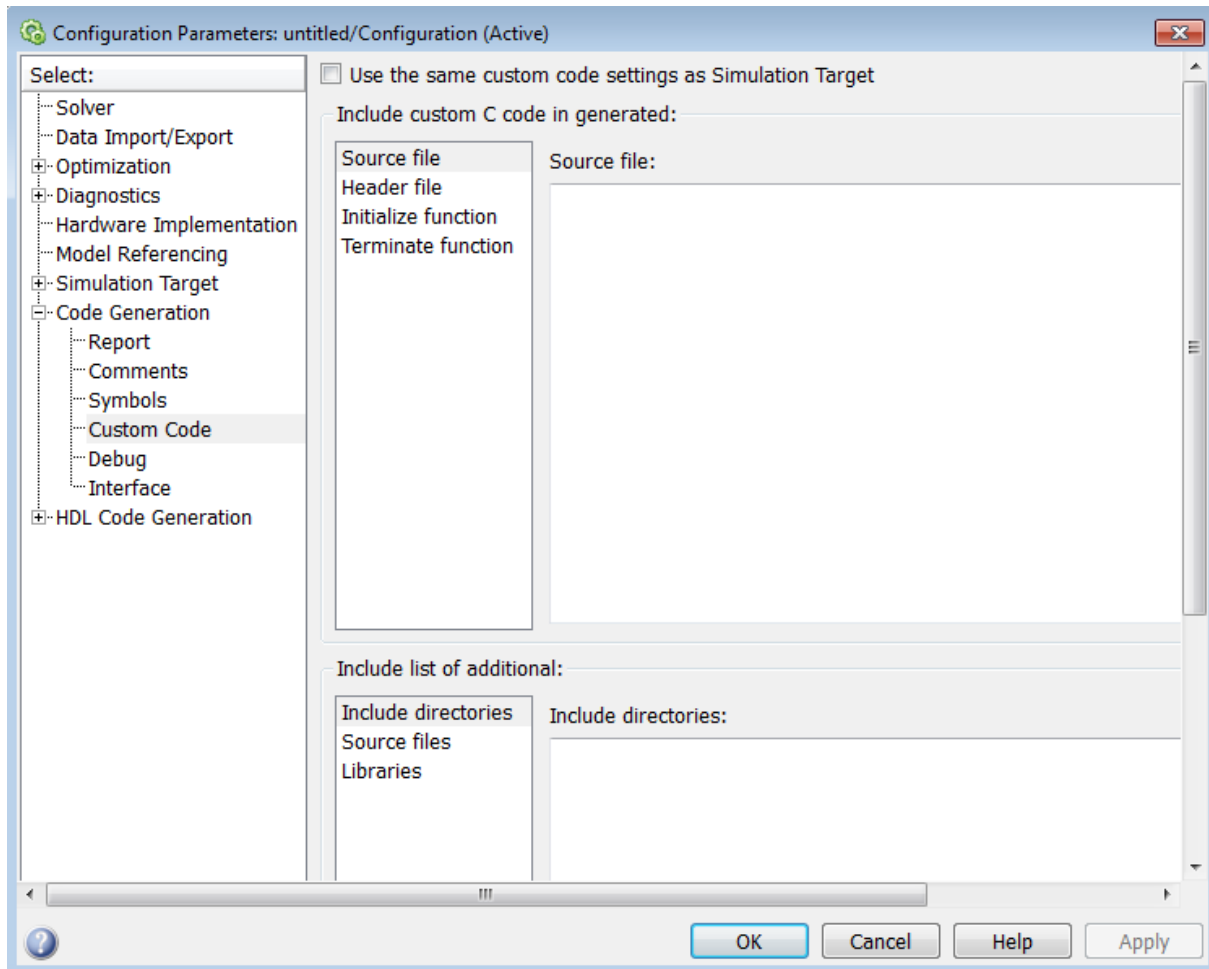 Configuration Parameters: untitled/Configuration (Active)
Select:
Solver
Data Import/Export
Optimization
Diagnostics
Hardware Implementation
Model Referencing
Simulation Target
Code Generation
Report
Comments
Symbols
Custom Code
Debug
Interface
HDL Code Generation
Use the same custom code settings as Simulation Target
Include custom C code in generated:
Source file
Header file
Initialize function
Terminate function
Source file:
Include list of additional:
Include directories
Source files
Libraries
Include directories:
OK
Cancel
Help
Apply